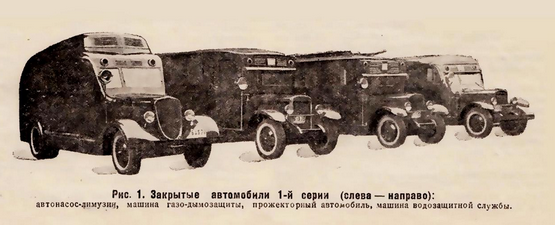 Рис. 1. Закрытые автомобили 1-й серии (слева — направо):
автонасос-лимузин, машина газо-дымозащиты, прожекторный автомобиль, машина водозащитной службы.